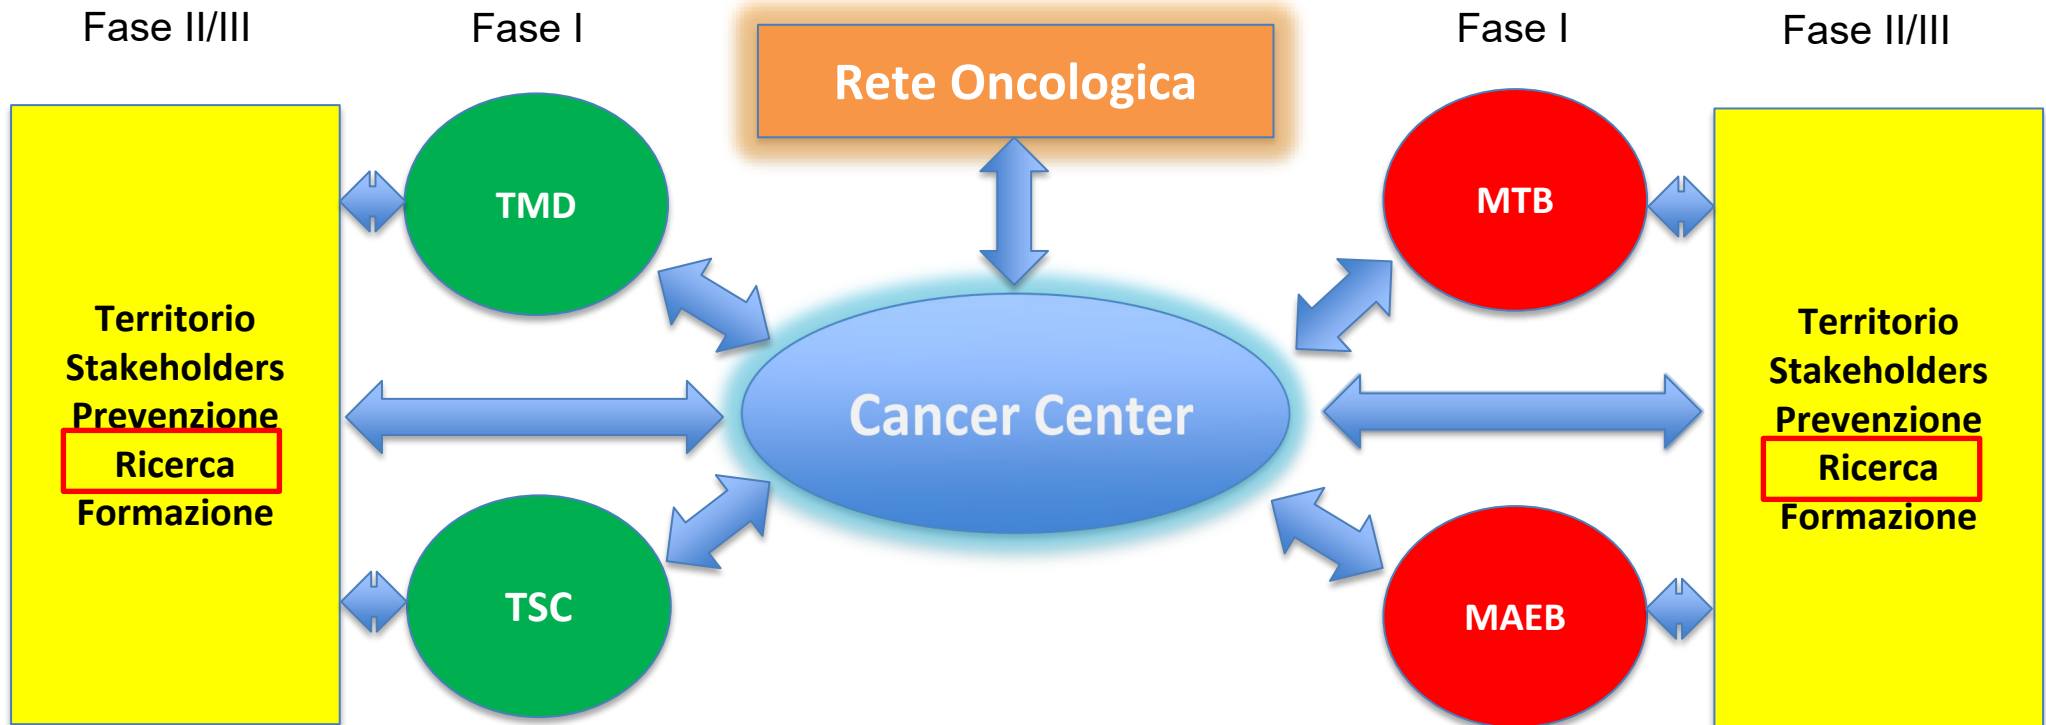 Fase II/III
Fase I
Rete Oncologica
Fase I
Fase II/III
TMD
MTB
Territorio
Stakeholders
Prevenzione
Ricerca
Formazione
Cancer Center
Territorio
Stakeholders
Prevenzione
Ricerca
Formazione
TSC
MAEB